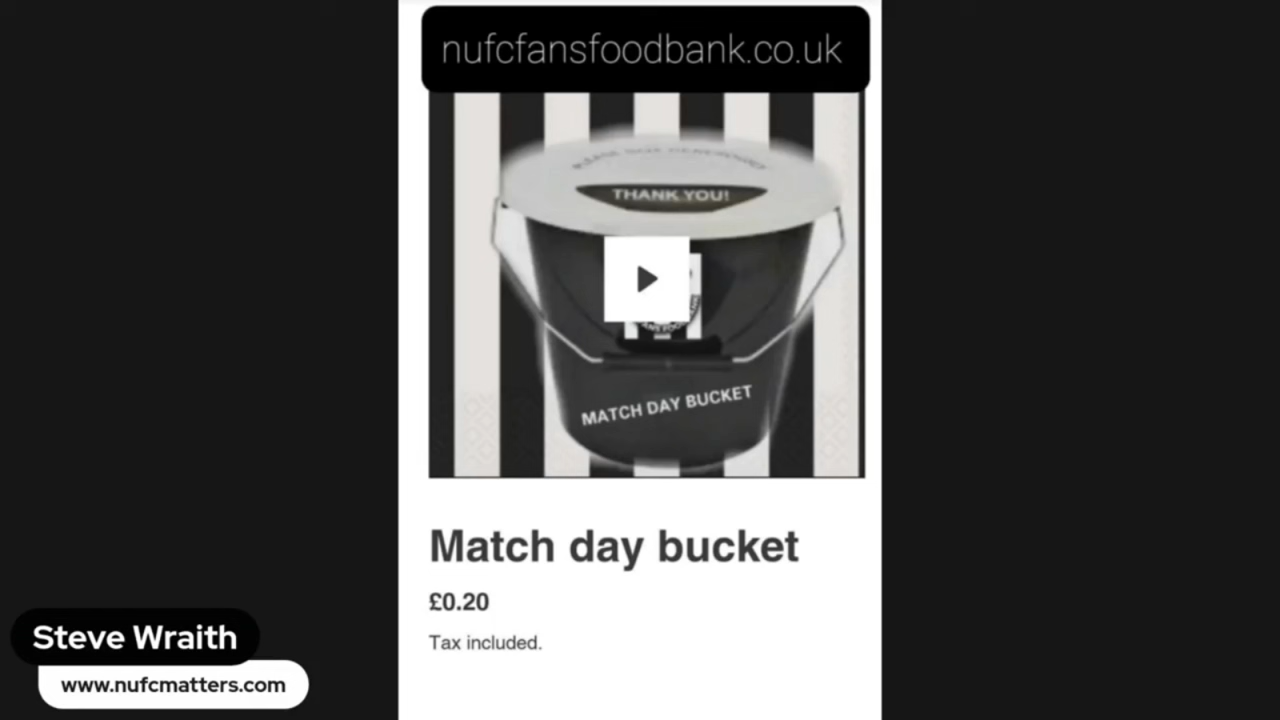 nufcfansfoodbank.co.uk
THANK YOU!
MATCH DAY BUCKET
Match day bucket
£0.20
Tax included.
Steve Wraith
www.nufcmatters.com